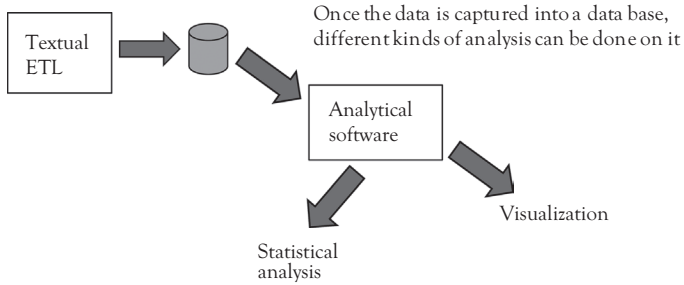 Once the data is captured into a data base,
different kinds of analysis can be done on it
Textual
ETL
Analytical
software
Visualization
Statistical
analysis